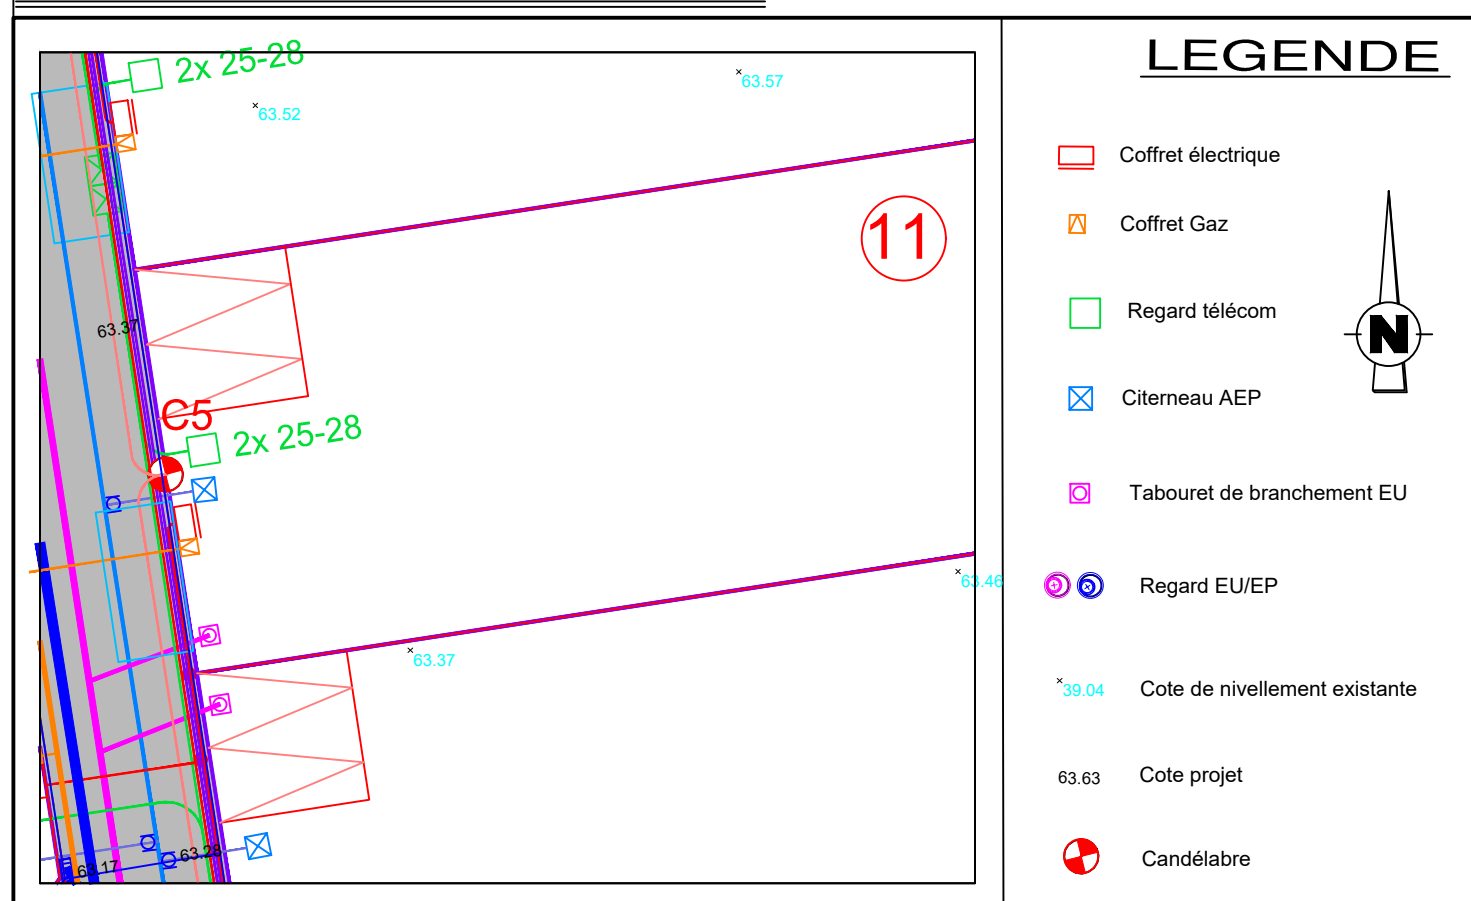 2x 25-28
63.52
63.57
11
63.37
C5
2x 25-28
63.46
63.37
63.28
63.17
LEGENDE
Coffret électrique
Coffret Gaz
Regard télécom
N
Citerneau AEP
Tabouret de branchement EU
Regard EU/EP
39.04 Cote de nivellement existante
63.63 Cote projet
Candélabre